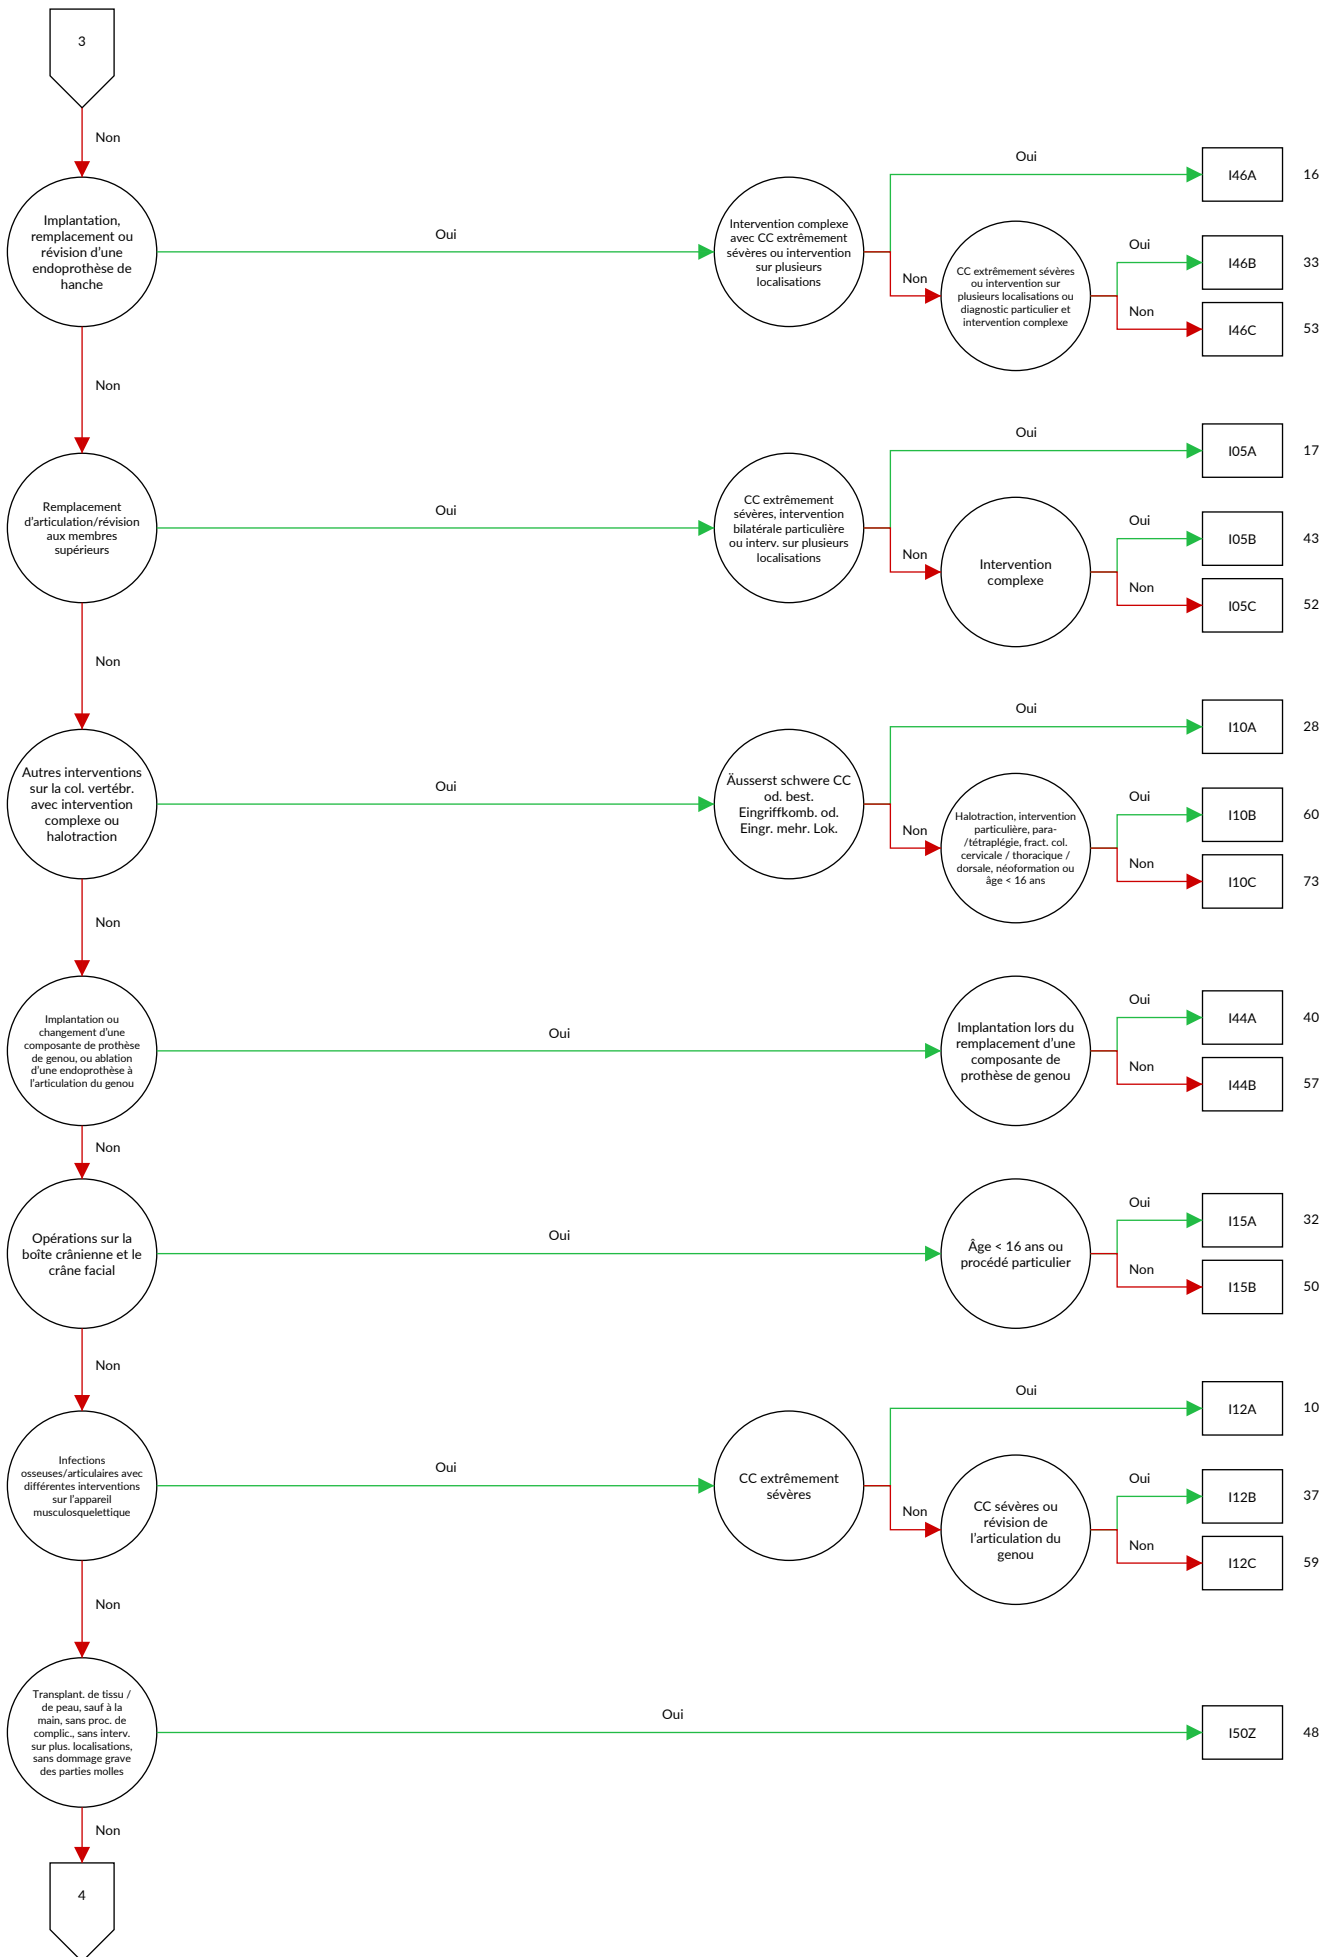 3
Non
Implantation,
remplacement ou
révision d'une
endoprothèse de
hanche
Oui
Intervention complexe
avec CC extrêmement
sévères ou intervention
sur plusieurs
localisations
Oui
I46A
16
Non
CC extrêmement sévères
ou intervention sur
plusieurs localisations ou
diagnostic particulier et
intervention complexe
Oui
I46B
33
Non
I46C
53
Non
Remplacement
d'articulation/révision
aux membres
supérieurs
Oui
CC extrêmement
sévères, intervention
bilatérale particulière
ou interv. sur plusieurs
localisations
Oui
I05A
17
Non
Intervention
complexe
Oui
I05B
43
Non
I05C
52
Non
Autres interventions
sur la col. vertébr.
avec intervention
complexe ou
halotraction
Oui
Äusserst schwere CC
od. best.
Eingriffkomb. od.
Eingr. mehr. Lok.
Oui
I10A
28
Non
Halotraction, intervention
particulière, para-
/tétraplégie, fract. col.
cervicale / thoracique /
dorsale, néoformation ou
âge < 16 ans
Oui
I10B
60
Non
I10C
73
Non
Implantation ou
changement d'une
composante de prothèse
de genou, ou ablation
d'une endoprothèse à
l'articulation du genou
Oui
Implantation lors du
remplacement d'une
composante de
prothèse de genou
Oui
I44A
40
Non
I44B
57
Non
Opérations sur la
boîte crânienne et le
crâne facial
Oui
Âge < 16 ans ou
procédé particulier
Oui
I15A
32
Non
I15B
50
Non
Infections
osseuses/articulaires avec
différentes interventions
sur l'appareil
musculosquelettique
Oui
CC extrêmement
sévères
Oui
I12A
10
Non
CC sévères ou
révision de
l'articulation du
genou
Oui
I12B
37
Non
I12C
59
Non
Transplant. de tissu /
de peau, sauf à la
main, sans proc. de
complic., sans interv.
sur plus. localisations,
sans dommage grave
des parties molles
Oui
I50Z
48
Non
4